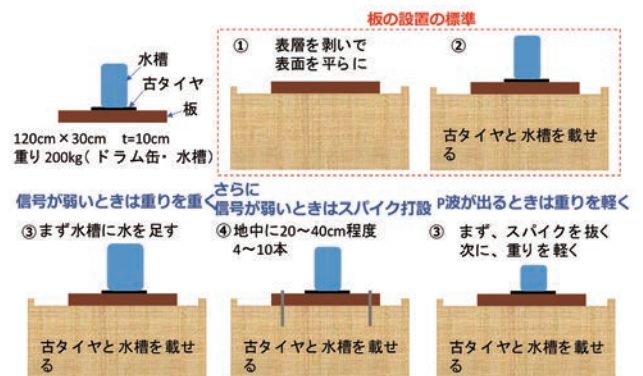 板の設置の標準
水槽
古タイヤ
板
120cm×30cm t=10cm
重り200kg(ドラム缶・水槽)
① 表層を剥いで
表面を平らに
②
古タイヤと水槽を載せ
る
信号が弱いときは重りを重く
③まず水槽に水を足す
古タイヤと水槽を載せ
る
さらに
信号が弱いときはスパイク打設
④地中に20～40cm程度
4～10本
古タイヤと水槽を載せ
る
P波が出るときは重りを軽く
③ まず、スパイクを抜く
次に、重りを軽く
古タイヤと水槽を載せ
る